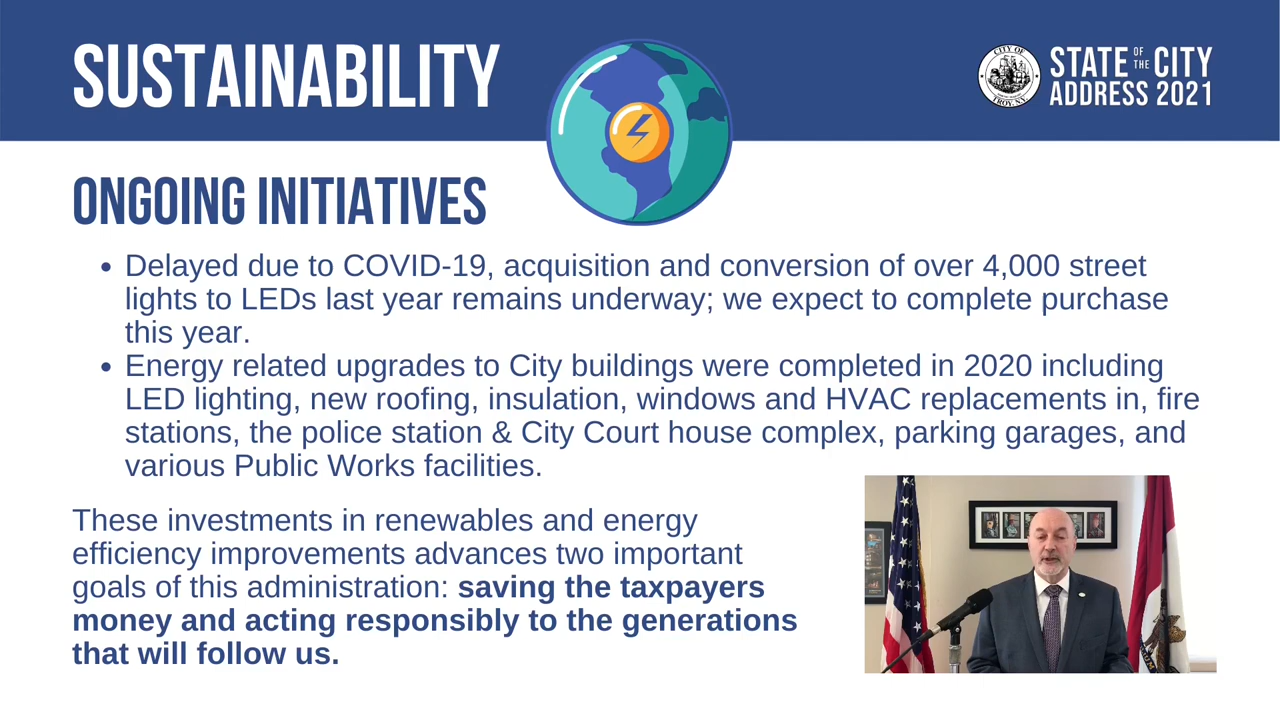 SUSTAINABILITY
CITY OF
TROY, N.Y.
STATE OF THE CITY
ADDRESS 2021
ONGOING INITIATIVES
• Delayed due to COVID-19, acquisition and conversion of over 4,000 street
lights to LEDs last year remains underway; we expect to complete purchase
this year.
• Energy related upgrades to City buildings were completed in 2020 including
LED lighting, new roofing, insulation, windows and HVAC replacements in, fire
stations, the police station & City Court house complex, parking garages, and
various Public Works facilities.
These investments in renewables and energy
efficiency improvements advances two important
goals of this administration: saving the taxpayers
money and acting responsibly to the generations
that will follow us.